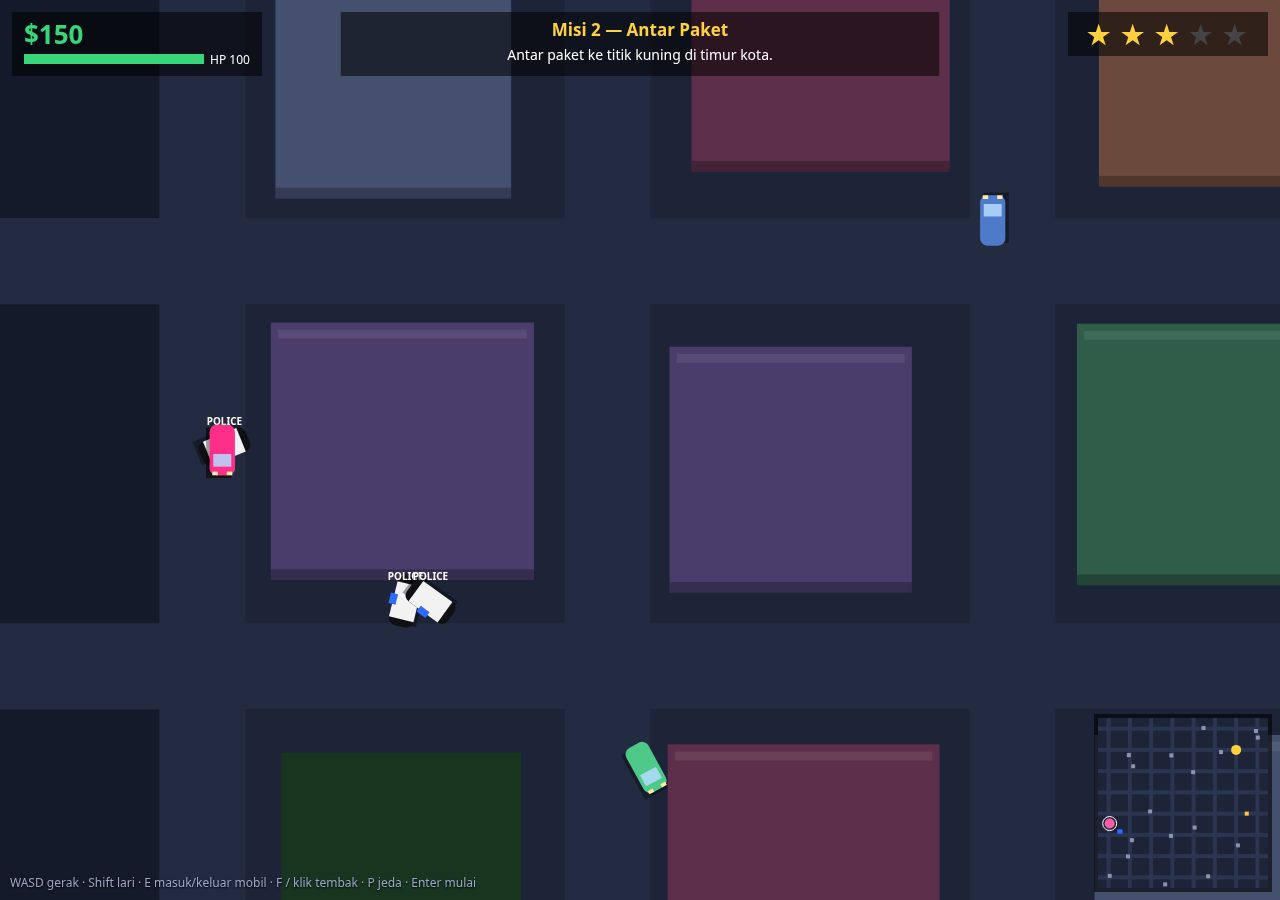 $150
HP 100
Misi 2 — Antar Paket
Antar paket ke titik kuning di timur kota.
★★★★★
POLICE
POLICE
POLICE
WASD gerak · Shift lari · E masuk/keluar mobil · F / klik tembak · P jeda · Enter mulai